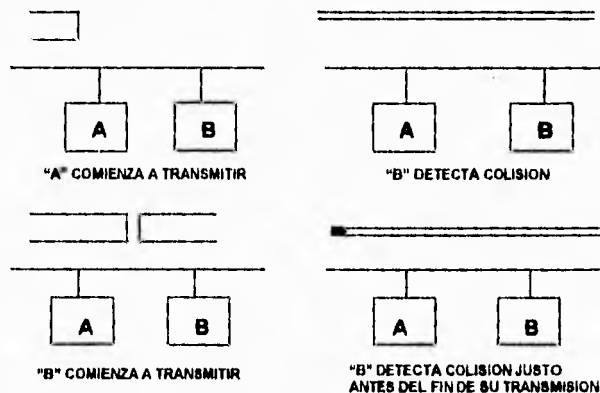 A B
"A" COMIENZA A TRANSMITIR
A B
"B" DETECTA COLISION
A B
"B" COMIENZA A TRANSMITIR
A B
"B" DETECTA COLISION JUSTO
ANTES DEL FIN DE SU TRANSMISION